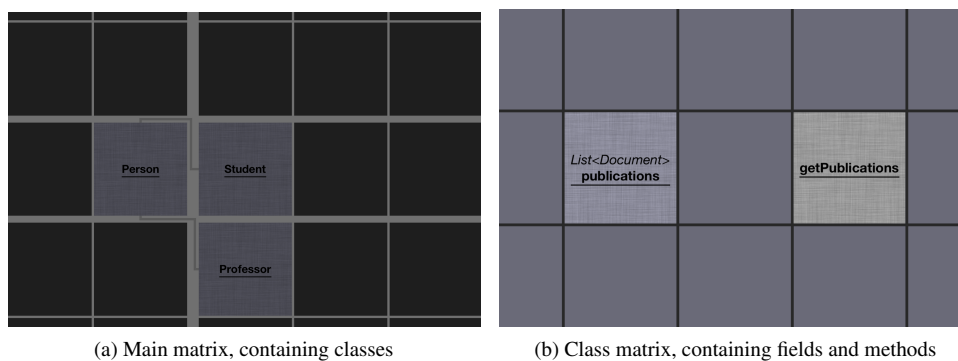 Person
Student
Professor
List<Document>
publications
getPublications
(a) Main matrix, containing classes
(b) Class matrix, containing fields and methods